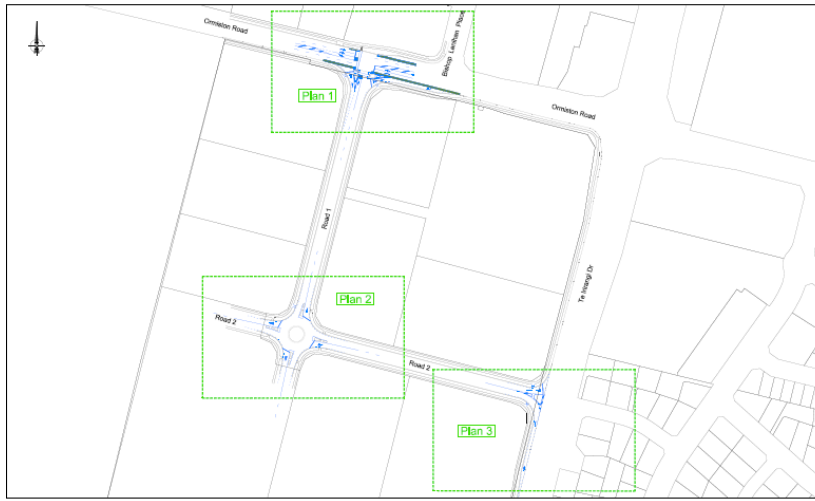 Ormiston Road
Bishop Lenihan Place
Plan 1
Ormiston Road
Road 1
Te Irirangi Dr
Plan 2
Road 2
Road 2
Plan 3